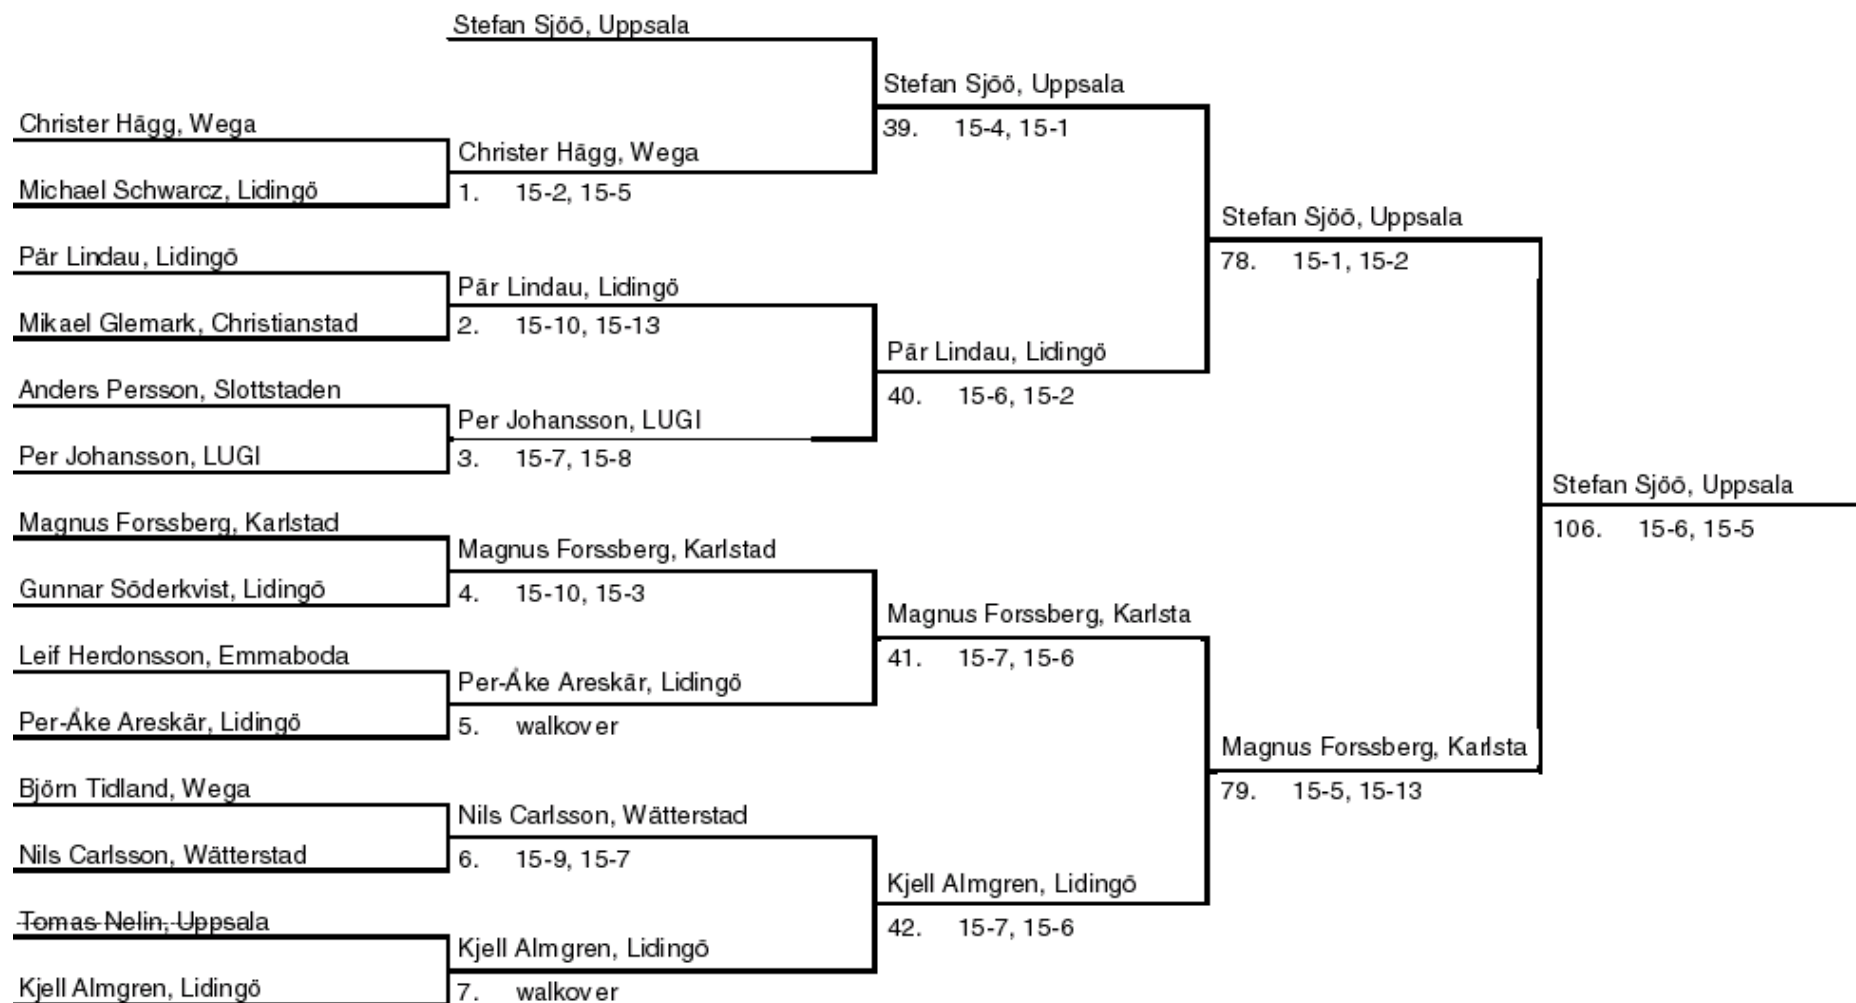 Stefan Sjöö, Uppsala
Stefan Sjöö, Uppsala
39. 15-4, 15-1
Christer Hägg, Wega
Christer Hägg, Wega
Michael Schwarcz, Lidingö
1. 15-2, 15-5
Stefan Sjöö, Uppsala
78. 15-1, 15-2
Pär Lindau, Lidingö
Pär Lindau, Lidingö
Mikael Glemark, Christianstad
2. 15-10, 15-13
Pär Lindau, Lidingö
40. 15-6, 15-2
Anders Persson, Slottstaden
Per Johansson, LUGI
Per Johansson, LUGI
3. 15-7, 15-8
Stefan Sjöö, Uppsala
106. 15-6, 15-5
Magnus Forssberg, Karlstad
Magnus Forssberg, Karlstad
Gunnar Söderkvist, Lidingö
4. 15-10, 15-3
Magnus Forssberg, Karlsta
41. 15-7, 15-6
Leif Herdonsson, Emmaboda
Per-Åke Areskär, Lidingö
Per-Åke Areskär, Lidingö
5. walkover
Magnus Forssberg, Karlsta
79. 15-5, 15-13
Björn Tidland, Wega
Nils Carlsson, Wätterstad
Nils Carlsson, Wätterstad
6. 15-9, 15-7
Kjell Almgren, Lidingö
42. 15-7, 15-6
Tomas Nelin, Uppsala
Kjell Almgren, Lidingö
Kjell Almgren, Lidingö
7. walkover